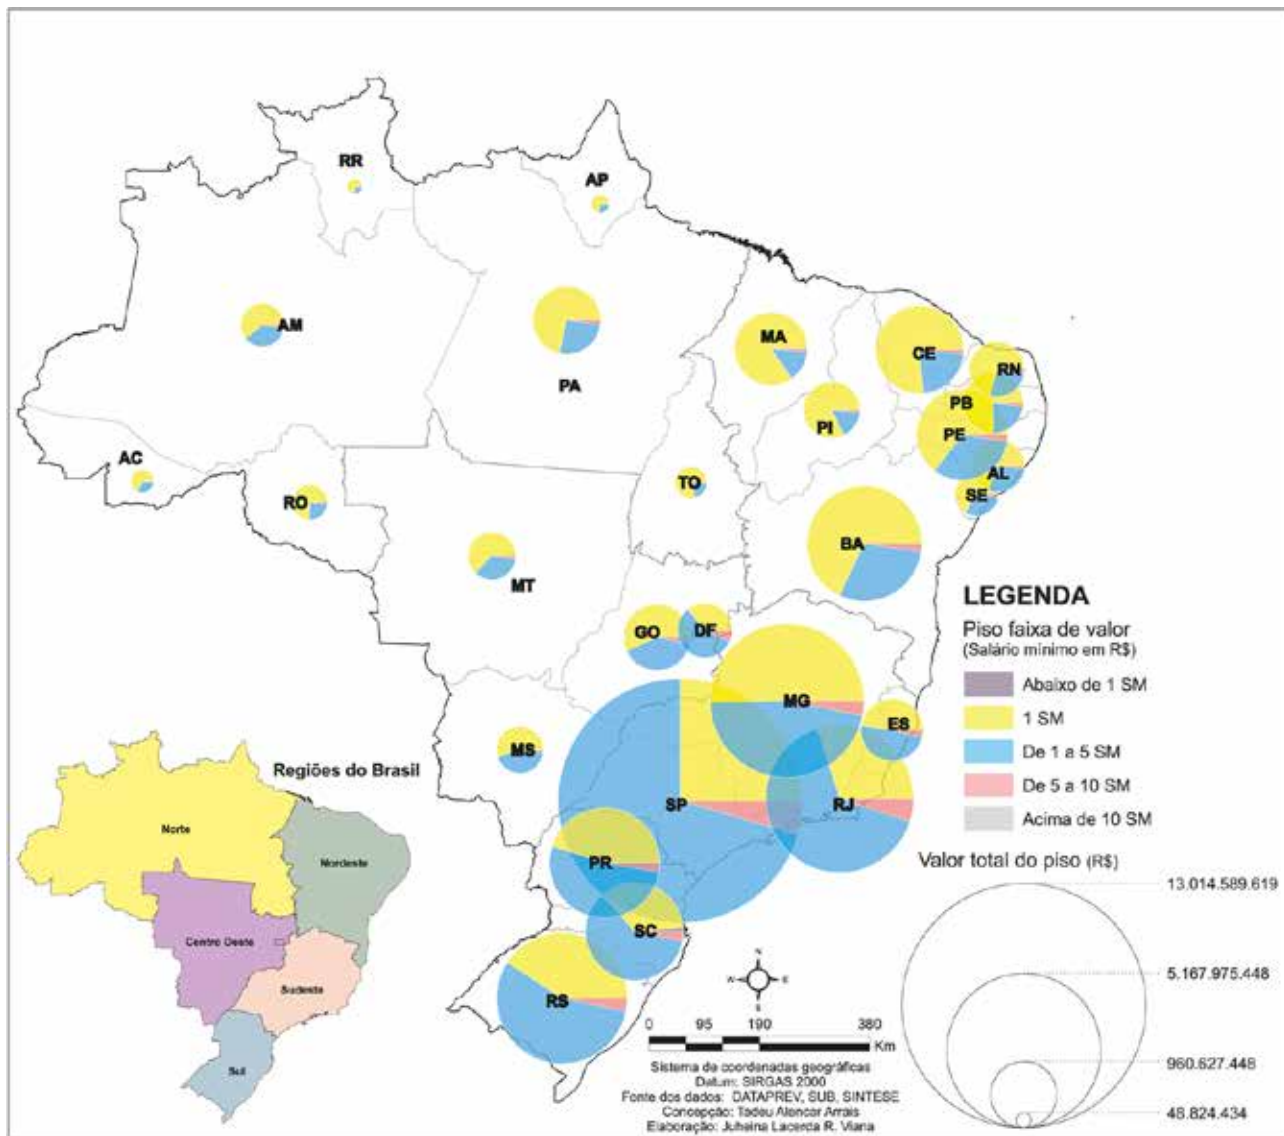 RR
AP
AM
PA
MA
CE
RN
PB
PI
PE
AC
RO
TO
AL
SE
MT
BA
GO
DF
MG
ES
MS
SP
RJ
PR
SC
RS
LEGENDA
Piso faixa de valor
(Salário mínimo em R$)
Abaixo de 1 SM
1 SM
De 1 a 5 SM
De 5 a 10 SM
Acima de 10 SM
Valor total do piso (R$)
13.014.589.619
5.167.975.448
960.627.448
48.824.434
Regiões do Brasil
Norte
Nordeste
Centro Oeste
Sudeste
Sul
N
W
E
S
0 95 190 380
Km
Sistema de coordenadas geográficas
Datum: SIRGAS 2000
Fonte dos dados: DATAPREV, SUB, SINTESE
Concepção: Tadeu Alencar Arrais
Elaboração: Juheina Lacerda R. Viana